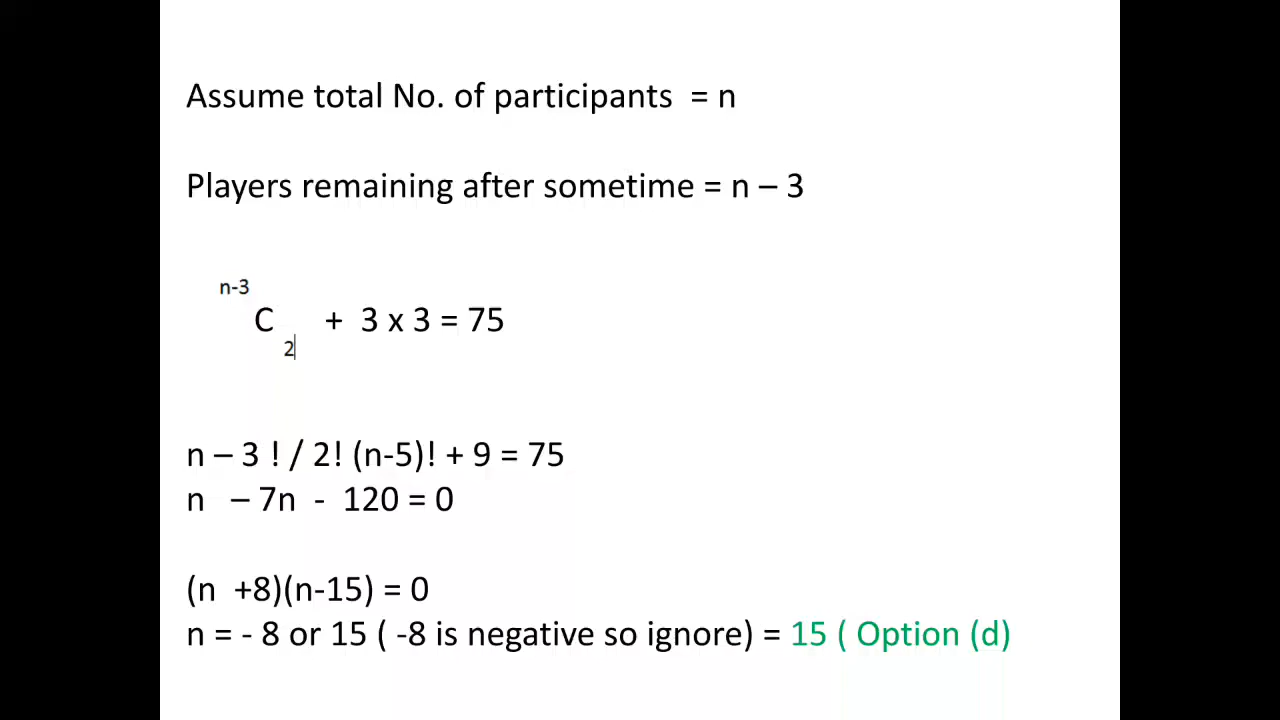 Assume total No. of participants = n
Players remaining after sometime = n – 3
n-3
C + 3 x 3 = 75
2
n – 3 ! / 2! (n-5)! + 9 = 75
n – 7n - 120 = 0
(n +8)(n-15) = 0
n = - 8 or 15 ( -8 is negative so ignore) = 15 ( Option (d)